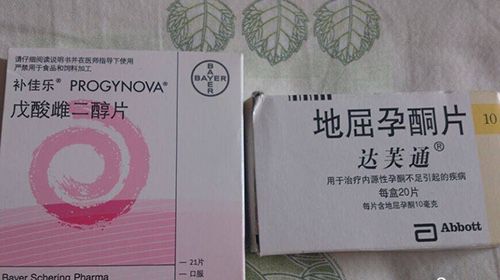 请仔细阅读说明书并在医师指导下使用
严禁用于食品和饲料加工
补佳乐® PROGYNOVA®
BAYER
BAYER
戊酸雌二醇片
21片
口服
Bayer Schering Pharma
地屈孕酮片
10
达芙通®
用于治疗内源性孕酮不足引起的疾病
每盒20片
每片含地屈孕酮10毫克
Abbott